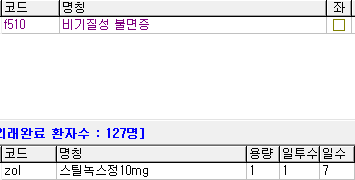 코드 명칭 좌
f510 비기질성 불면증
외래완료 환자수 : 127명]
코드 명칭 용량 일투수 일수
zol 스틸녹스정10mg 1 1 7